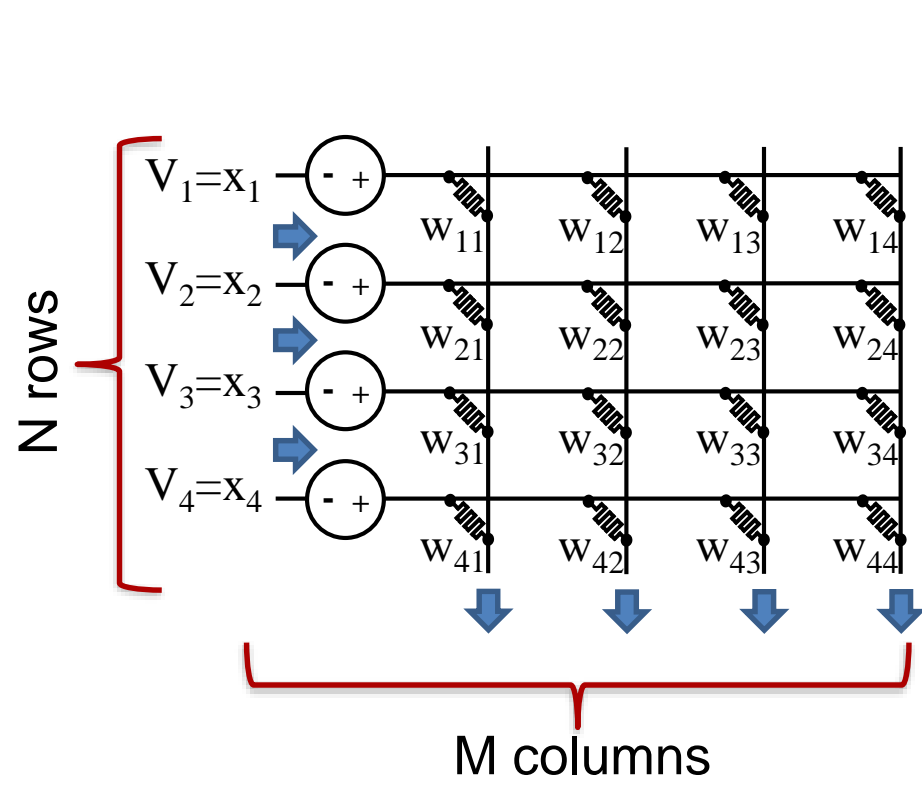 V₁=x₁ - +
w₁₁ w₁₂ w₁₃ w₁₄
V₂=x₂ - +
w₂₁ w₂₂ w₂₃ w₂₄
N rows
V₃=x₃ - +
w₃₁ w₃₂ w₃₃ w₃₄
V₄=x₄ - +
w₄₁ w₄₂ w₄₃ w₄₄
M columns